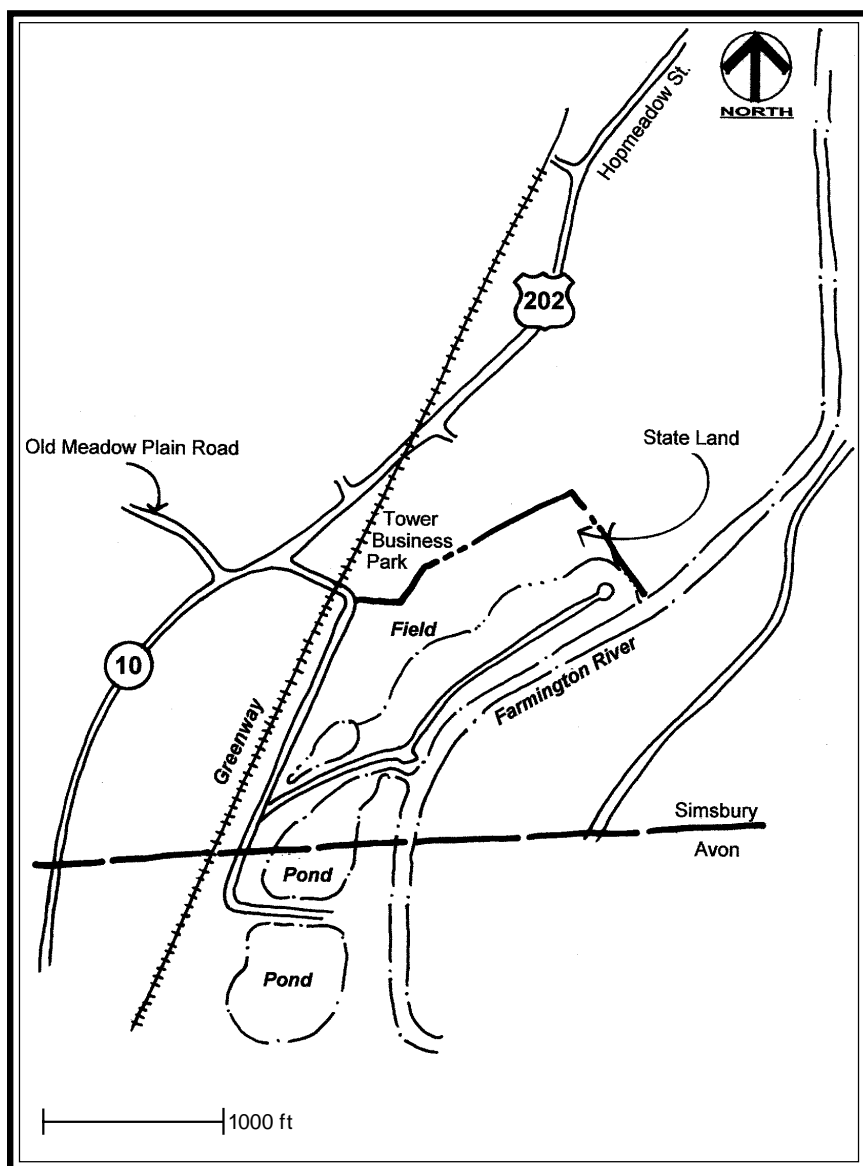 NORTH
Hopmeadow St.
202
Old Meadow Plain Road
State Land
Tower
Business
Park
Field
10
Farmington River
Greenway
Simsbury
Avon
Pond
Pond
1000 ft